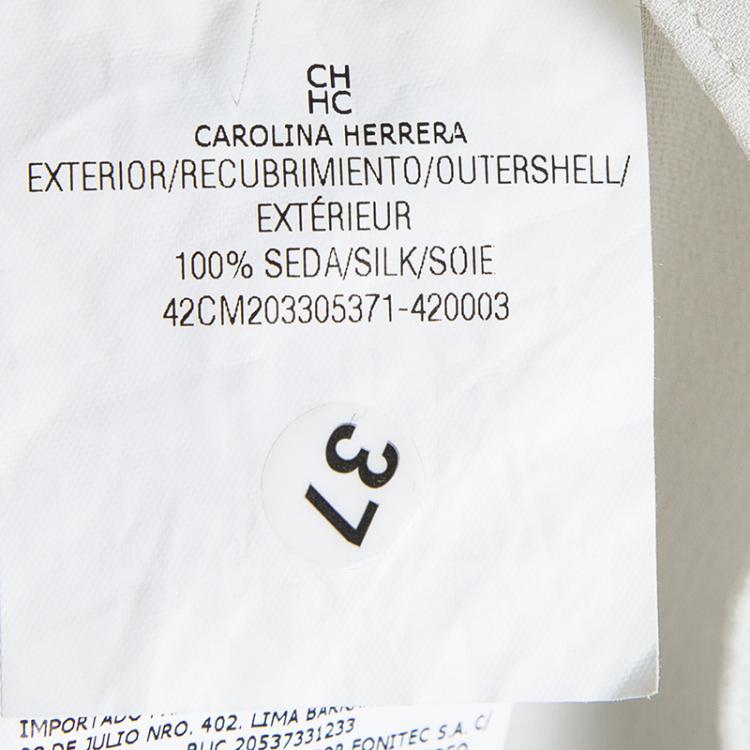 CH
HC
CAROLINA HERRERA
EXTERIOR/RECUBRIMIENTO/OUTERSHELL/
EXTÉRIEUR
100% SEDA/SILK/SOIE
42CM203305371-420003
37
IMPORTADO
DE JULIO NRO. 402. LIMA
RUC 20537331233
FONITEC S.A. C/